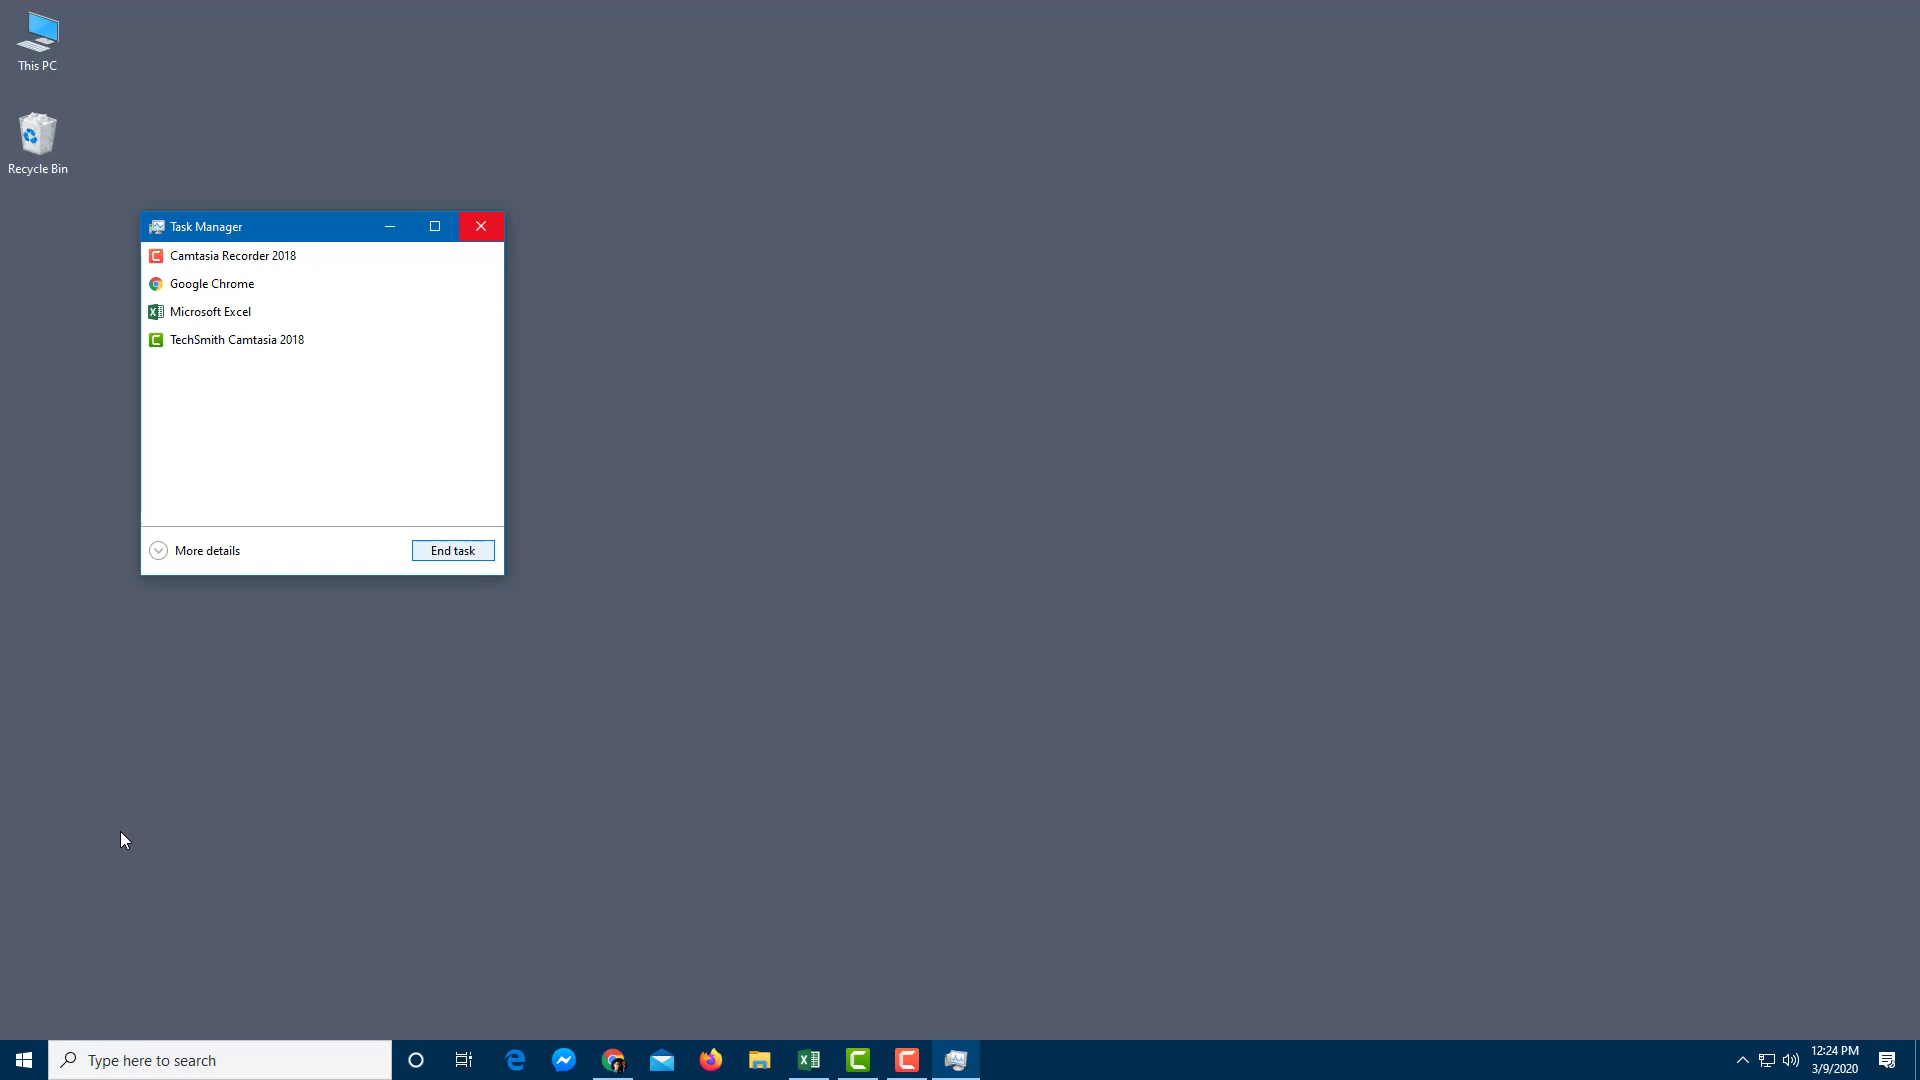 This PC
Recycle Bin
Task Manager
Camtasia Recorder 2018
Google Chrome
Microsoft Excel
TechSmith Camtasia 2018
More details
End task
Type here to search
12:24 PM
3/9/2020